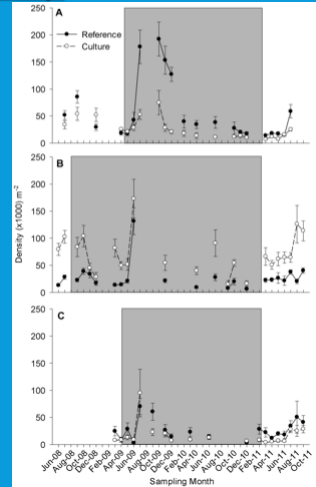 A
Reference
Culture
250
200
150
100
50
0
B
250
200
150
100
50
0
Density (x1000) m-2
C
250
200
150
100
50
0
Jun-08
Aug-08
Oct-08
Dec-08
Feb-09
Apr-09
Jun-09
Aug-09
Oct-09
Dec-09
Feb-10
Apr-10
Jun-10
Aug-10
Oct-10
Dec-10
Feb-11
Apr-11
Jun-11
Aug-11
Oct-11
Sampling Month